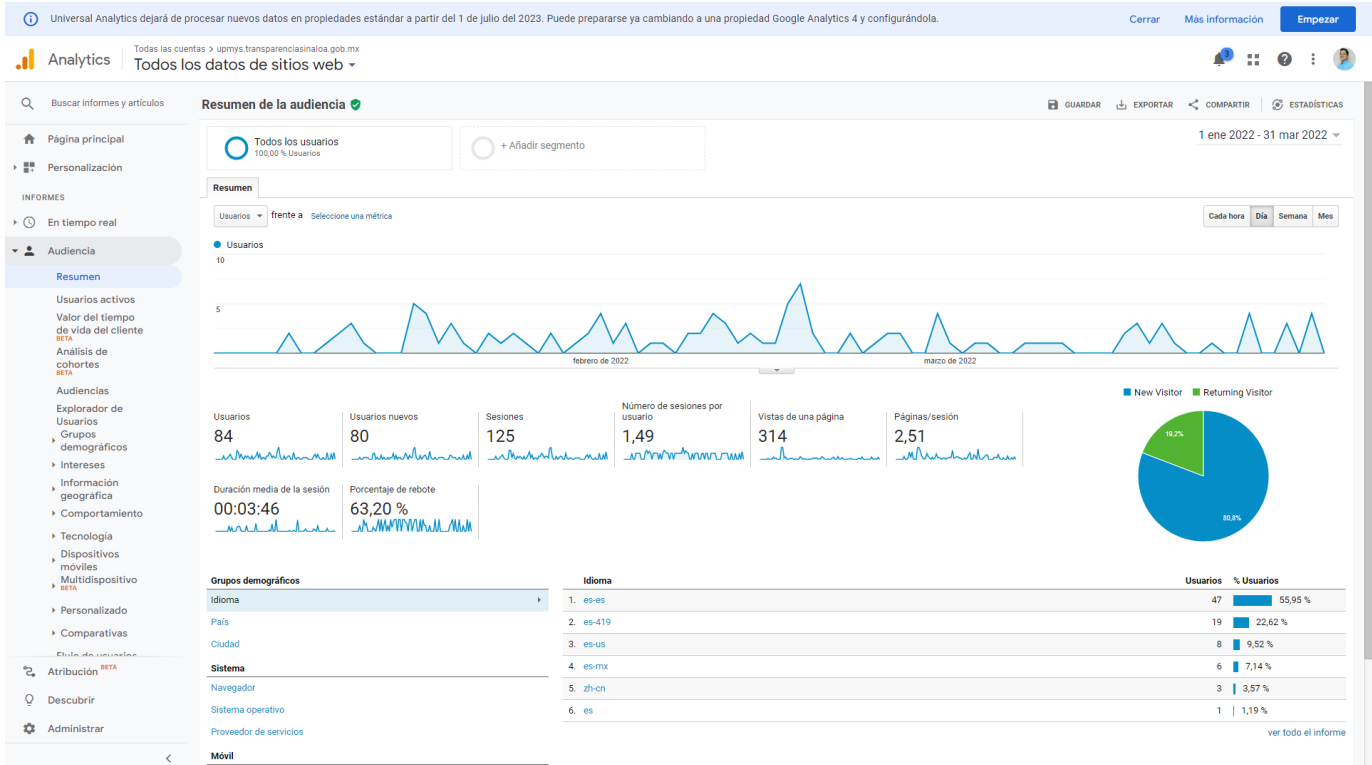 Universal Analytics dejará de procesar nuevos datos en propiedades estándar a partir del 1 de julio del 2023. Puede prepararse ya cambiando a una propiedad Google Analytics 4 y configurándola.
Cerrar
Más información
Empezar
Analytics
Todas las cuentas > upmys.transparenciasinaloa.gob.mx
Todos los datos de sitios web
3
Buscar informes y artículos
Página principal
Personalización
INFORMES
En tiempo real
Audiencia
Resumen
Usuarios activos
Valor del tiempo
de vida del cliente
BETA
Análisis de
cohortes
BETA
Audiencias
Explorador de
Usuarios
Grupos
demográficos
Intereses
Información
geográfica
Comportamiento
Tecnología
Dispositivos
móviles
Multidispositivo
BETA
Personalizado
Comparativas
Flujo de usuarios
Atribución BETA
Descubrir
Administrar
Resumen de la audiencia
GUARDAR
EXPORTAR
COMPARTIR
ESTADÍSTICAS
Todos los usuarios
100,00 % Usuarios
+ Añadir segmento
1 ene 2022 - 31 mar 2022
Resumen
Usuarios
frente a
Seleccione una métrica
Cada hora
Día
Semana
Mes
Usuarios
10
5
febrero de 2022
marzo de 2022
Usuarios
84
Usuarios nuevos
80
Sesiones
125
Número de sesiones por
usuario
1,49
Vistas de una página
314
Páginas/sesión
2,51
Duración media de la sesión
00:03:46
Porcentaje de rebote
63,20 %
New Visitor
Returning Visitor
19,2%
80,8%
Grupos demográficos
Idioma
País
Ciudad
Sistema
Navegador
Sistema operativo
Proveedor de servicios
Móvil
Idioma Usuarios % Usuarios
1. es-es 47 55,95 %
2. es-419 19 22,62 %
3. es-us 8 9,52 %
4. es-mx 6 7,14 %
5. zh-cn 3 3,57 %
6. es 1 1,19 %
ver todo el informe